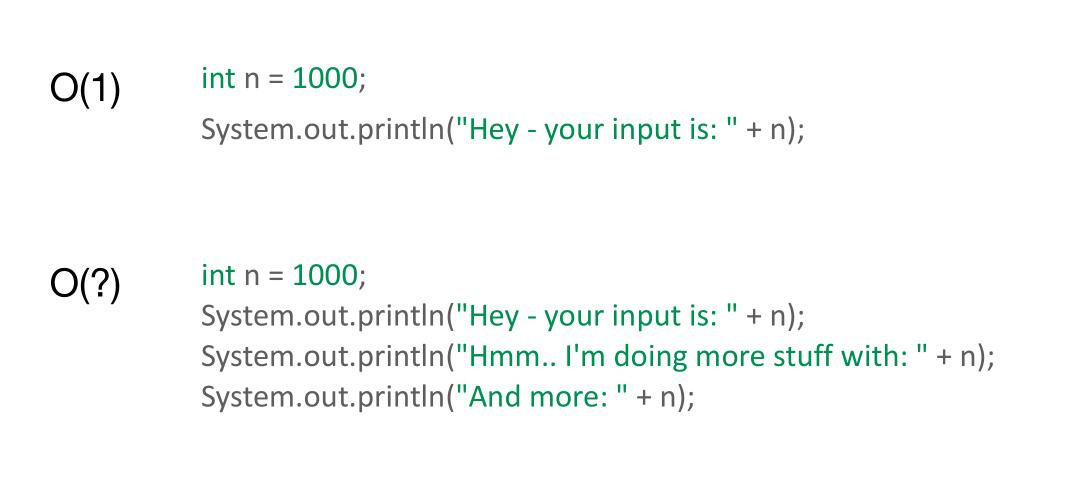 O(1)
int n = 1000;
System.out.println("Hey - your input is: " + n);
O(?)
int n = 1000;
System.out.println("Hey - your input is: " + n);
System.out.println("Hmm.. I'm doing more stuff with: " + n);
System.out.println("And more: " + n);